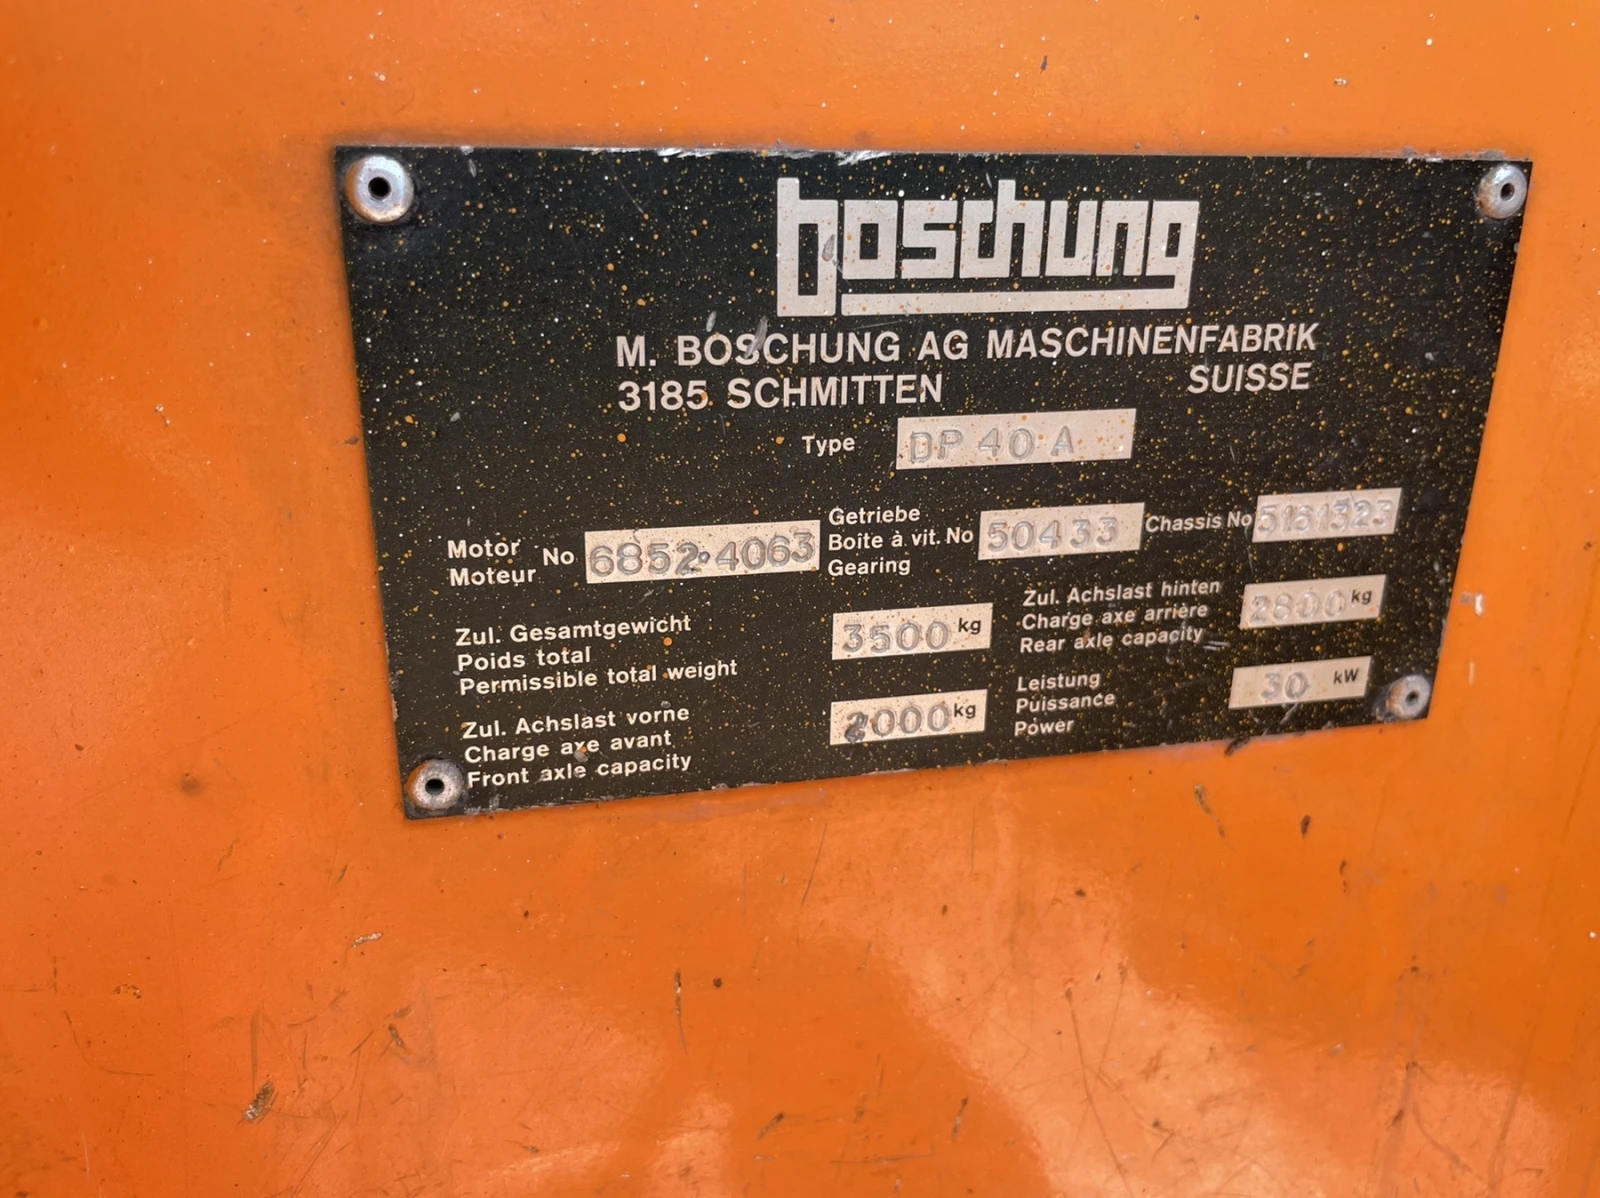 boschung
M. BOSCHUNG AG MASCHINENFABRIK
3185 SCHMITTEN SUISSE
Type DP 40 A
Motor
Moteur No 6852·4063
Getriebe
Boite à vit. No 50433
Gearing
Chassis No 5161323
Zul. Gesamtgewicht
Poids total
Permissible total weight
3500 kg
Zul. Achslast hinten
Charge axe arrière
Rear axle capacity
2800 kg
Zul. Achslast vorne
Charge axe avant
Front axle capacity
2000 kg
Leistung
Puissance
Power
30 kW